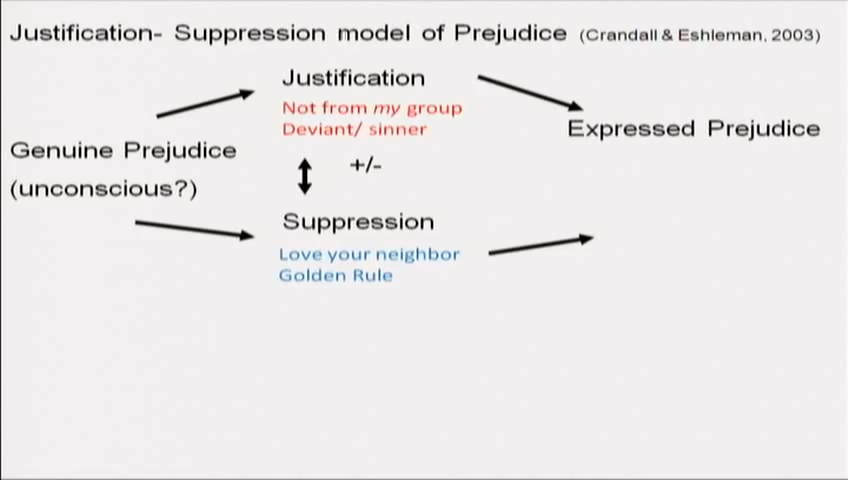 Justification- Suppression model of Prejudice (Crandall & Eshleman, 2003)
Justification
Not from my group
Deviant/ sinner
Expressed Prejudice
Genuine Prejudice
(unconscious?)
+/-
Suppression
Love your neighbor
Golden Rule